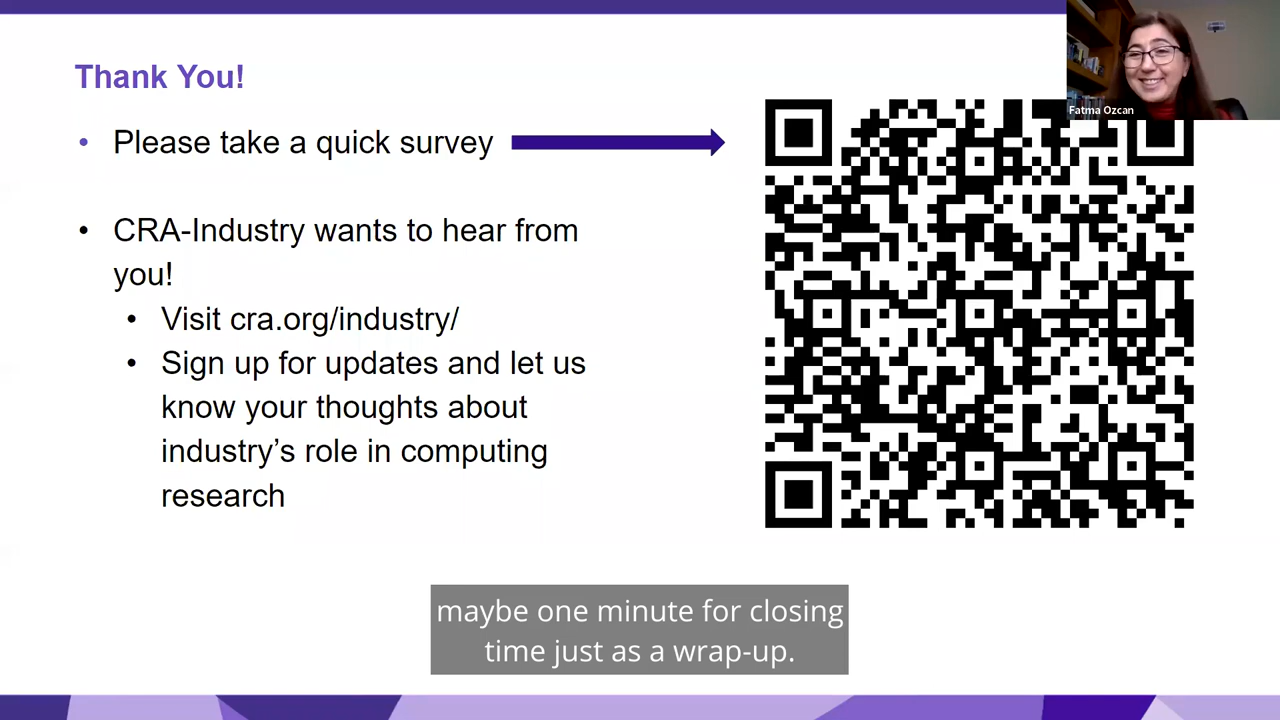 Thank You!
Fatma Ozcan
• Please take a quick survey
• CRA-Industry wants to hear from
you!
• Visit cra.org/industry/
• Sign up for updates and let us
know your thoughts about
industry’s role in computing
research
maybe one minute for closing
time just as a wrap-up.